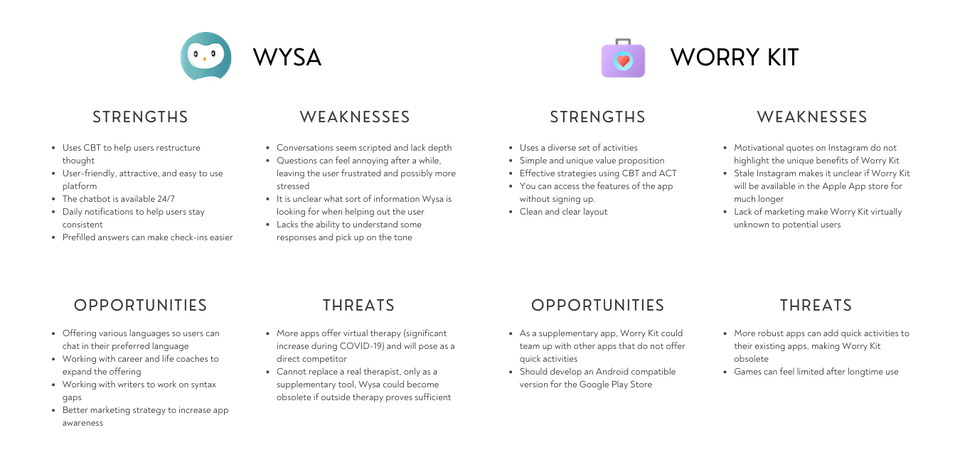 WYSA
STRENGTHS
• Uses CBT to help users restructure
thought
• User-friendly, attractive, and easy to use
platform
• The chatbot is available 24/7
• Daily notifications to help users stay
consistent
• Prefilled answers can make check-ins easier
WEAKNESSES
• Conversations seem scripted and lack depth
• Questions can feel annoying after a while,
leaving the user frustrated and possibly more
stressed
• It is unclear what sort of information Wysa is
looking for when helping out the user
• Lacks the ability to understand some
responses and pick up on the tone
OPPORTUNITIES
• Offering various languages so users can
chat in their preferred language
• Working with career and life coaches to
expand the offering
• Working with writers to work on syntax
gaps
• Better marketing strategy to increase app
awareness
THREATS
• More apps offer virtual therapy (significant
increase during COVID-19) and will pose as a
direct competitor
• Cannot replace a real therapist, only as a
supplementary tool, Wysa could become
obsolete if outside therapy proves sufficient
WORRY KIT
STRENGTHS
• Uses a diverse set of activities
• Simple and unique value proposition
• Effective strategies using CBT and ACT
• You can access the features of the app
without signing up.
• Clean and clear layout
WEAKNESSES
• Motivational quotes on Instagram do not
highlight the unique benefits of Worry Kit
• Stale Instagram makes it unclear if Worry Kit
will be available in the Apple App store for
much longer
• Lack of marketing make Worry Kit virtually
unknown to potential users
OPPORTUNITIES
• As a supplementary app, Worry Kit could
team up with other apps that do not offer
quick activities
• Should develop an Android compatible
version for the Google Play Store
THREATS
• More robust apps can add quick activities to
their existing apps, making Worry Kit
obsolete
• Games can feel limited after longtime use